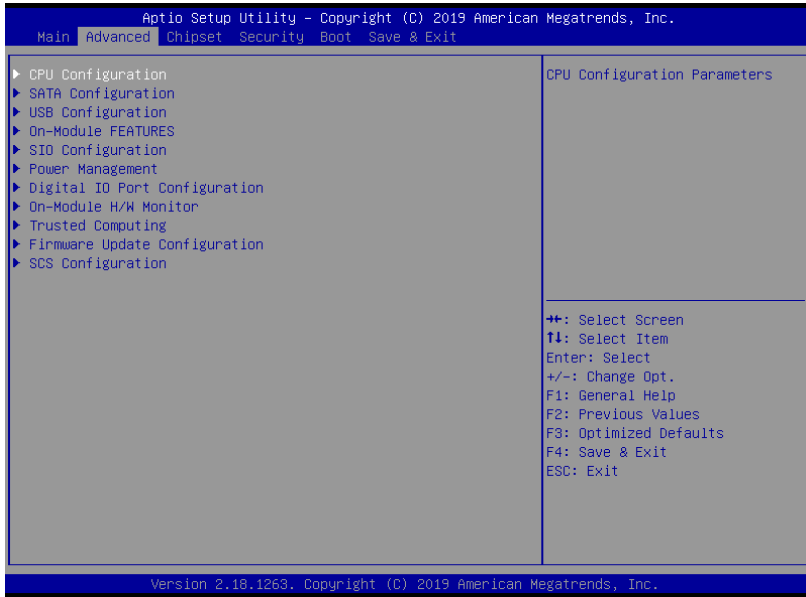 Aptio Setup Utility – Copyright (C) 2019 American Megatrends, Inc.
Main Advanced Chipset Security Boot Save & Exit
▶ CPU Configuration
▶ SATA Configuration
▶ USB Configuration
▶ On-Module FEATURES
▶ SIO Configuration
▶ Power Management
▶ Digital IO Port Configuration
▶ On-Module H/W Monitor
▶ Trusted Computing
▶ Firmware Update Configuration
▶ SCS Configuration
CPU Configuration Parameters
→←: Select Screen
↑↓: Select Item
Enter: Select
+/-: Change Opt.
F1: General Help
F2: Previous Values
F3: Optimized Defaults
F4: Save & Exit
ESC: Exit
Version 2.18.1263. Copyright (C) 2019 American Megatrends, Inc.